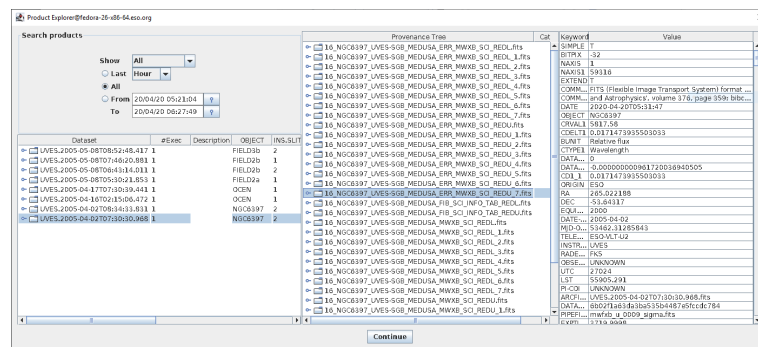 Product Explorer@fedora-26-x86-64.eso.org
Search products
Show All
Last Hour
All
From 20/04/20 05:21:04
To 20/04/20 06:27:49
Dataset #Exec Description OBJECT INS.SLIT
UVES.2005-05-08T08:52:48.417 1 FIELD3b 2
UVES.2005-05-08T07:46:20.881 1 FIELD2b 1
UVES.2005-05-08T06:43:14.011 1 FIELD2b 2
UVES.2005-05-08T05:30:21.853 1 FIELD2a 1
UVES.2005-04-17T07:30:39.441 1 OCEN 1
UVES.2005-04-16T02:15:06.472 1 OCEN 1
UVES.2005-04-02T08:34:33.831 1 NGC6397 2
UVES.2005-04-02T07:30:30.968 1 NGC6397 2
Provenance Tree Cat
16_NGC6397_UVES-SGB_MEDUSA_ERR_MWXB_SCI_REDL.fits
16_NGC6397_UVES-SGB_MEDUSA_ERR_MWXB_SCI_REDL_1.fits
16_NGC6397_UVES-SGB_MEDUSA_ERR_MWXB_SCI_REDL_2.fits
16_NGC6397_UVES-SGB_MEDUSA_ERR_MWXB_SCI_REDL_3.fits
16_NGC6397_UVES-SGB_MEDUSA_ERR_MWXB_SCI_REDL_4.fits
16_NGC6397_UVES-SGB_MEDUSA_ERR_MWXB_SCI_REDL_5.fits
16_NGC6397_UVES-SGB_MEDUSA_ERR_MWXB_SCI_REDL_6.fits
16_NGC6397_UVES-SGB_MEDUSA_ERR_MWXB_SCI_REDL_7.fits
16_NGC6397_UVES-SGB_MEDUSA_ERR_MWXB_SCI_REDU.fits
16_NGC6397_UVES-SGB_MEDUSA_ERR_MWXB_SCI_REDU_1.fits
16_NGC6397_UVES-SGB_MEDUSA_ERR_MWXB_SCI_REDU_2.fits
16_NGC6397_UVES-SGB_MEDUSA_ERR_MWXB_SCI_REDU_3.fits
16_NGC6397_UVES-SGB_MEDUSA_ERR_MWXB_SCI_REDU_4.fits
16_NGC6397_UVES-SGB_MEDUSA_ERR_MWXB_SCI_REDU_5.fits
16_NGC6397_UVES-SGB_MEDUSA_ERR_MWXB_SCI_REDU_6.fits
16_NGC6397_UVES-SGB_MEDUSA_ERR_MWXB_SCI_REDU_7.fits
16_NGC6397_UVES-SGB_MEDUSA_FIB_SCI_INFO_TAB_REDL.fits
16_NGC6397_UVES-SGB_MEDUSA_FIB_SCI_INFO_TAB_REDU.fits
16_NGC6397_UVES-SGB_MEDUSA_MWXB_SCI_REDL.fits
16_NGC6397_UVES-SGB_MEDUSA_MWXB_SCI_REDL_1.fits
16_NGC6397_UVES-SGB_MEDUSA_MWXB_SCI_REDL_2.fits
16_NGC6397_UVES-SGB_MEDUSA_MWXB_SCI_REDL_3.fits
16_NGC6397_UVES-SGB_MEDUSA_MWXB_SCI_REDL_4.fits
16_NGC6397_UVES-SGB_MEDUSA_MWXB_SCI_REDL_5.fits
16_NGC6397_UVES-SGB_MEDUSA_MWXB_SCI_REDL_6.fits
16_NGC6397_UVES-SGB_MEDUSA_MWXB_SCI_REDL_7.fits
16_NGC6397_UVES-SGB_MEDUSA_MWXB_SCI_REDU.fits
16_NGC6397_UVES-SGB_MEDUSA_MWXB_SCI_REDU_1.fits
Keyword Value
SIMPLE T
BITPIX -32
NAXIS 1
NAXIS1 59316
EXTEND T
COMM... FITS (Flexible Image Transport System) format ...
COMM... and Astrophysics', volume 376, page 359; bibc...
DATE 2020-04-20T05:31:47
OBJECT NGC6397
CRVAL1 5817.58
CDELT1 0.0171473935503033
BUNIT Relative flux
CTYPE1 Wavelength
DATA... 0
DATA... -0.0000000000961720036940505
CD1_1 0.0171473935503033
ORIGIN ESO
RA 265.022188
DEC -53.64317
EQUI... 2000
DATE-... 2005-04-02
MJD-O... 53462.31285843
TELE... ESO-VLT-U2
INSTR... UVES
RADE... FK5
OBSE... UNKNOWN
UTC 27024
LST 55905.291
PI-COI UNKNOWN
ARCFI... UVES.2005-04-02T07:30:30.968.fits
DATA... 6b02f1a63da3ba535b4487e5fccdc784
PIPEFI... mwfxb_u_0009_sigma.fits
EXPTI... 3719.9998
Continue